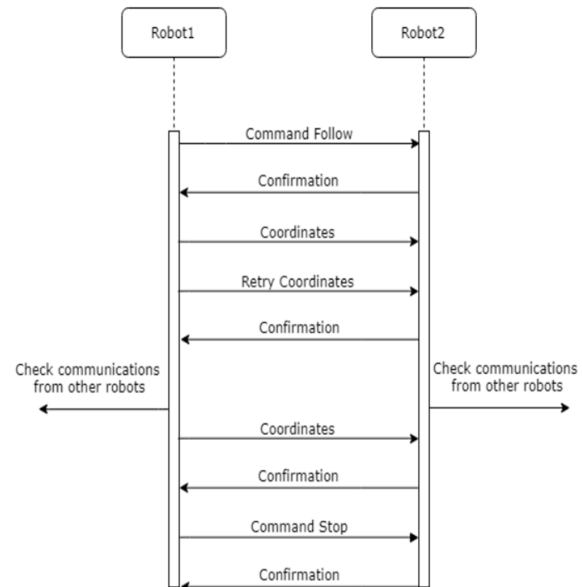 Robot1
Robot2
Command Follow
Confirmation
Coordinates
Retry Coordinates
Confirmation
Check communications
from other robots
Check communications
from other robots
Coordinates
Confirmation
Command Stop
Confirmation